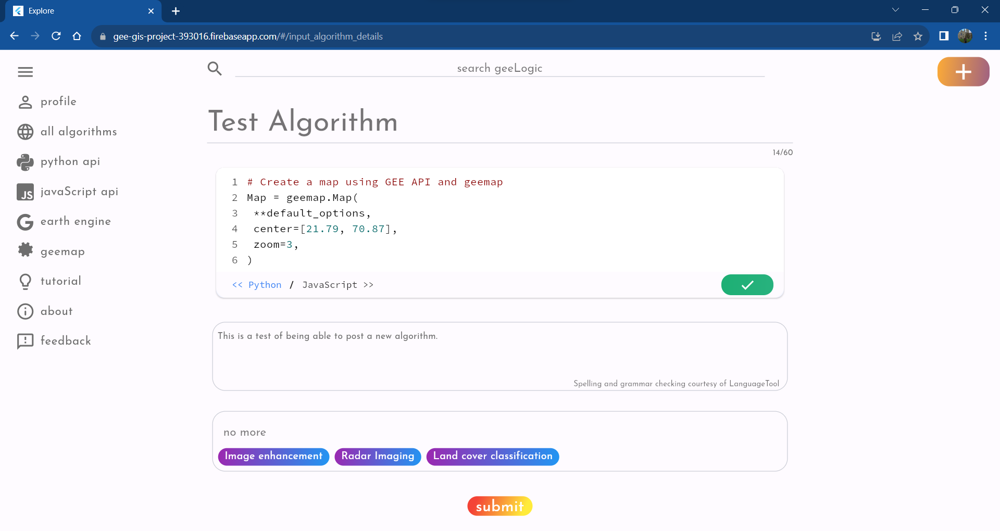 Explore
gee-gis-project-393016.firebaseapp.com/#/input_algorithm_details
search geeLogic
profile
all algorithms
python api
JS javaScript api
earth engine
geemap
tutorial
about
feedback
Test Algorithm
14/60
1 # Create a map using GEE API and geemap
2 Map = geemap.Map(
3 **default_options,
4 center=[21.79, 70.87],
5 zoom=3,
6 )
<< Python / JavaScript >>
This is a test of being able to post a new algorithm.
Spelling and grammar checking courtesy of LanguageTool
no more
Image enhancement Radar Imaging Land cover classification
submit